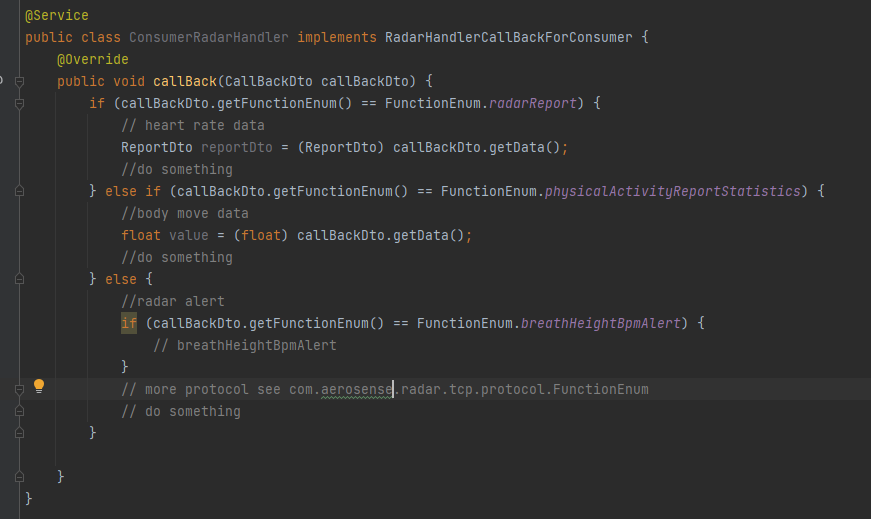 @Service
public class ConsumerRadarHandler implements RadarHandlerCallBackForConsumer {
    @Override
    public void callBack(CallBackDto callBackDto) {
        if (callBackDto.getFunctionEnum() == FunctionEnum.radarReport) {
            // heart rate data
            ReportDto reportDto = (ReportDto) callBackDto.getData();
            //do something
        } else if (callBackDto.getFunctionEnum() == FunctionEnum.physicalActivityReportStatistics) {
            //body move data
            float value = (float) callBackDto.getData();
            //do something
        } else {
            //radar alert
            if (callBackDto.getFunctionEnum() == FunctionEnum.breathHeightBpmAlert) {
                // breathHeightBpmAlert
            }
            // more protocol see com.aerosense.radar.tcp.protocol.FunctionEnum
            // do something
        }
    }
}